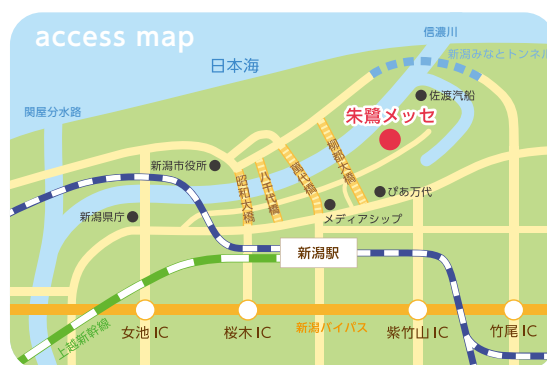 access map
信濃川
新潟みなとトンネル
日本海
佐渡汽船
関屋分水路
朱鷺メッセ
新潟市役所
昭和大橋
八千代橋
萬代橋
柳都大橋
ぴあ万代
新潟県庁
メディアシップ
新潟駅
女池 IC
桜木 IC
新潟バイパス
紫竹山 IC
竹尾 IC
上越新幹線